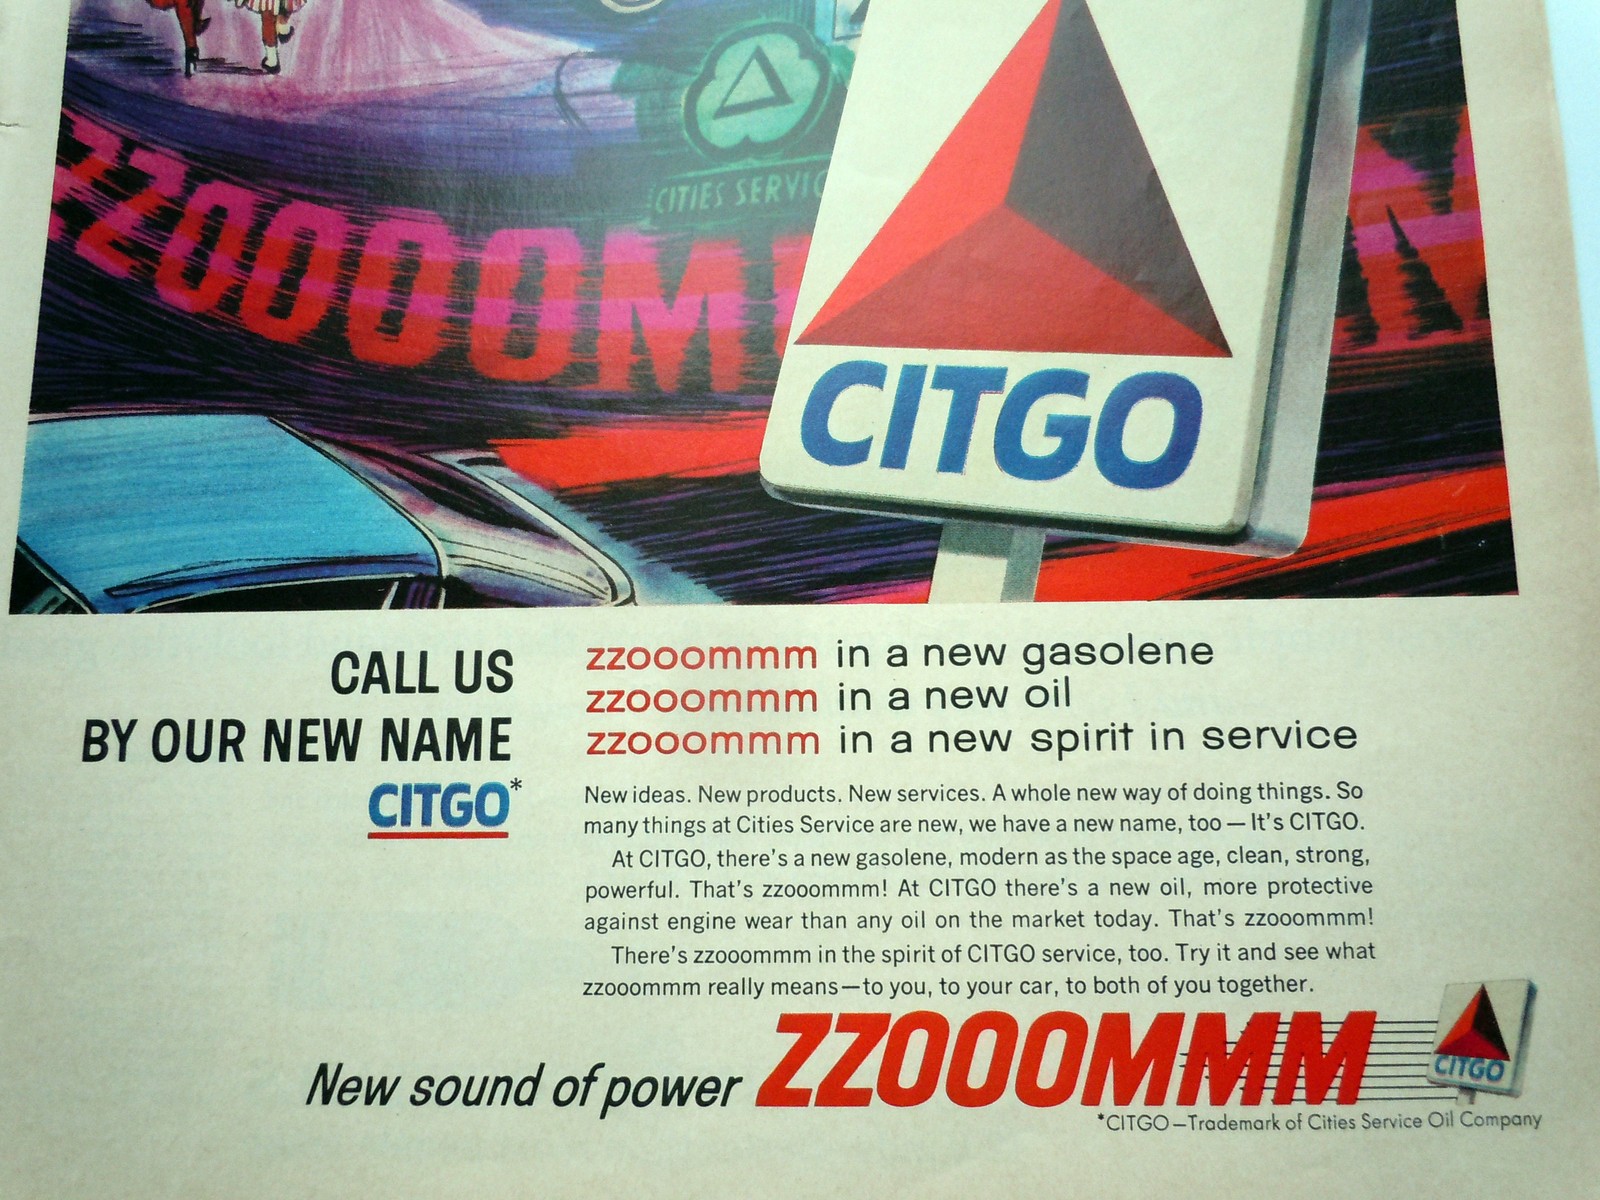 CITIES SERVIC
ZZOOOOMM
CITGO
CALL US
BY OUR NEW NAME
CITGO*
zzooommm in a new gasolene
zzooommm in a new oil
zzooommm in a new spirit in service
New ideas. New products. New services. A whole new way of doing things. So
many things at Cities Service are new, we have a new name, too — It's CITGO.
At CITGO, there's a new gasolene, modern as the space age, clean, strong,
powerful. That's zzooommm! At CITGO there's a new oil, more protective
against engine wear than any oil on the market today. That's zzooommm!
There's zzooommm in the spirit of CITGO service, too. Try it and see what
zzooommm really means—to you, to your car, to both of you together.
New sound of power ZZOOOMMM
CITGO
*CITGO—Trademark of Cities Service Oil Company